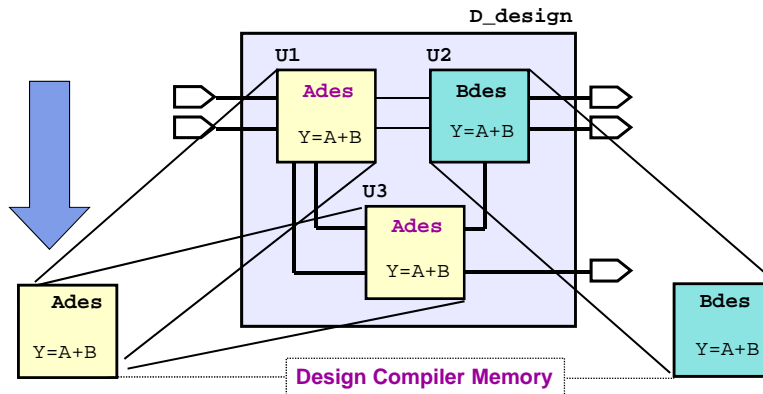 D_design
U1
U2
Ades
Y=A+B
Bdes
Y=A+B
U3
Ades
Y=A+B
Ades
Y=A+B
Bdes
Y=A+B
Design Compiler Memory